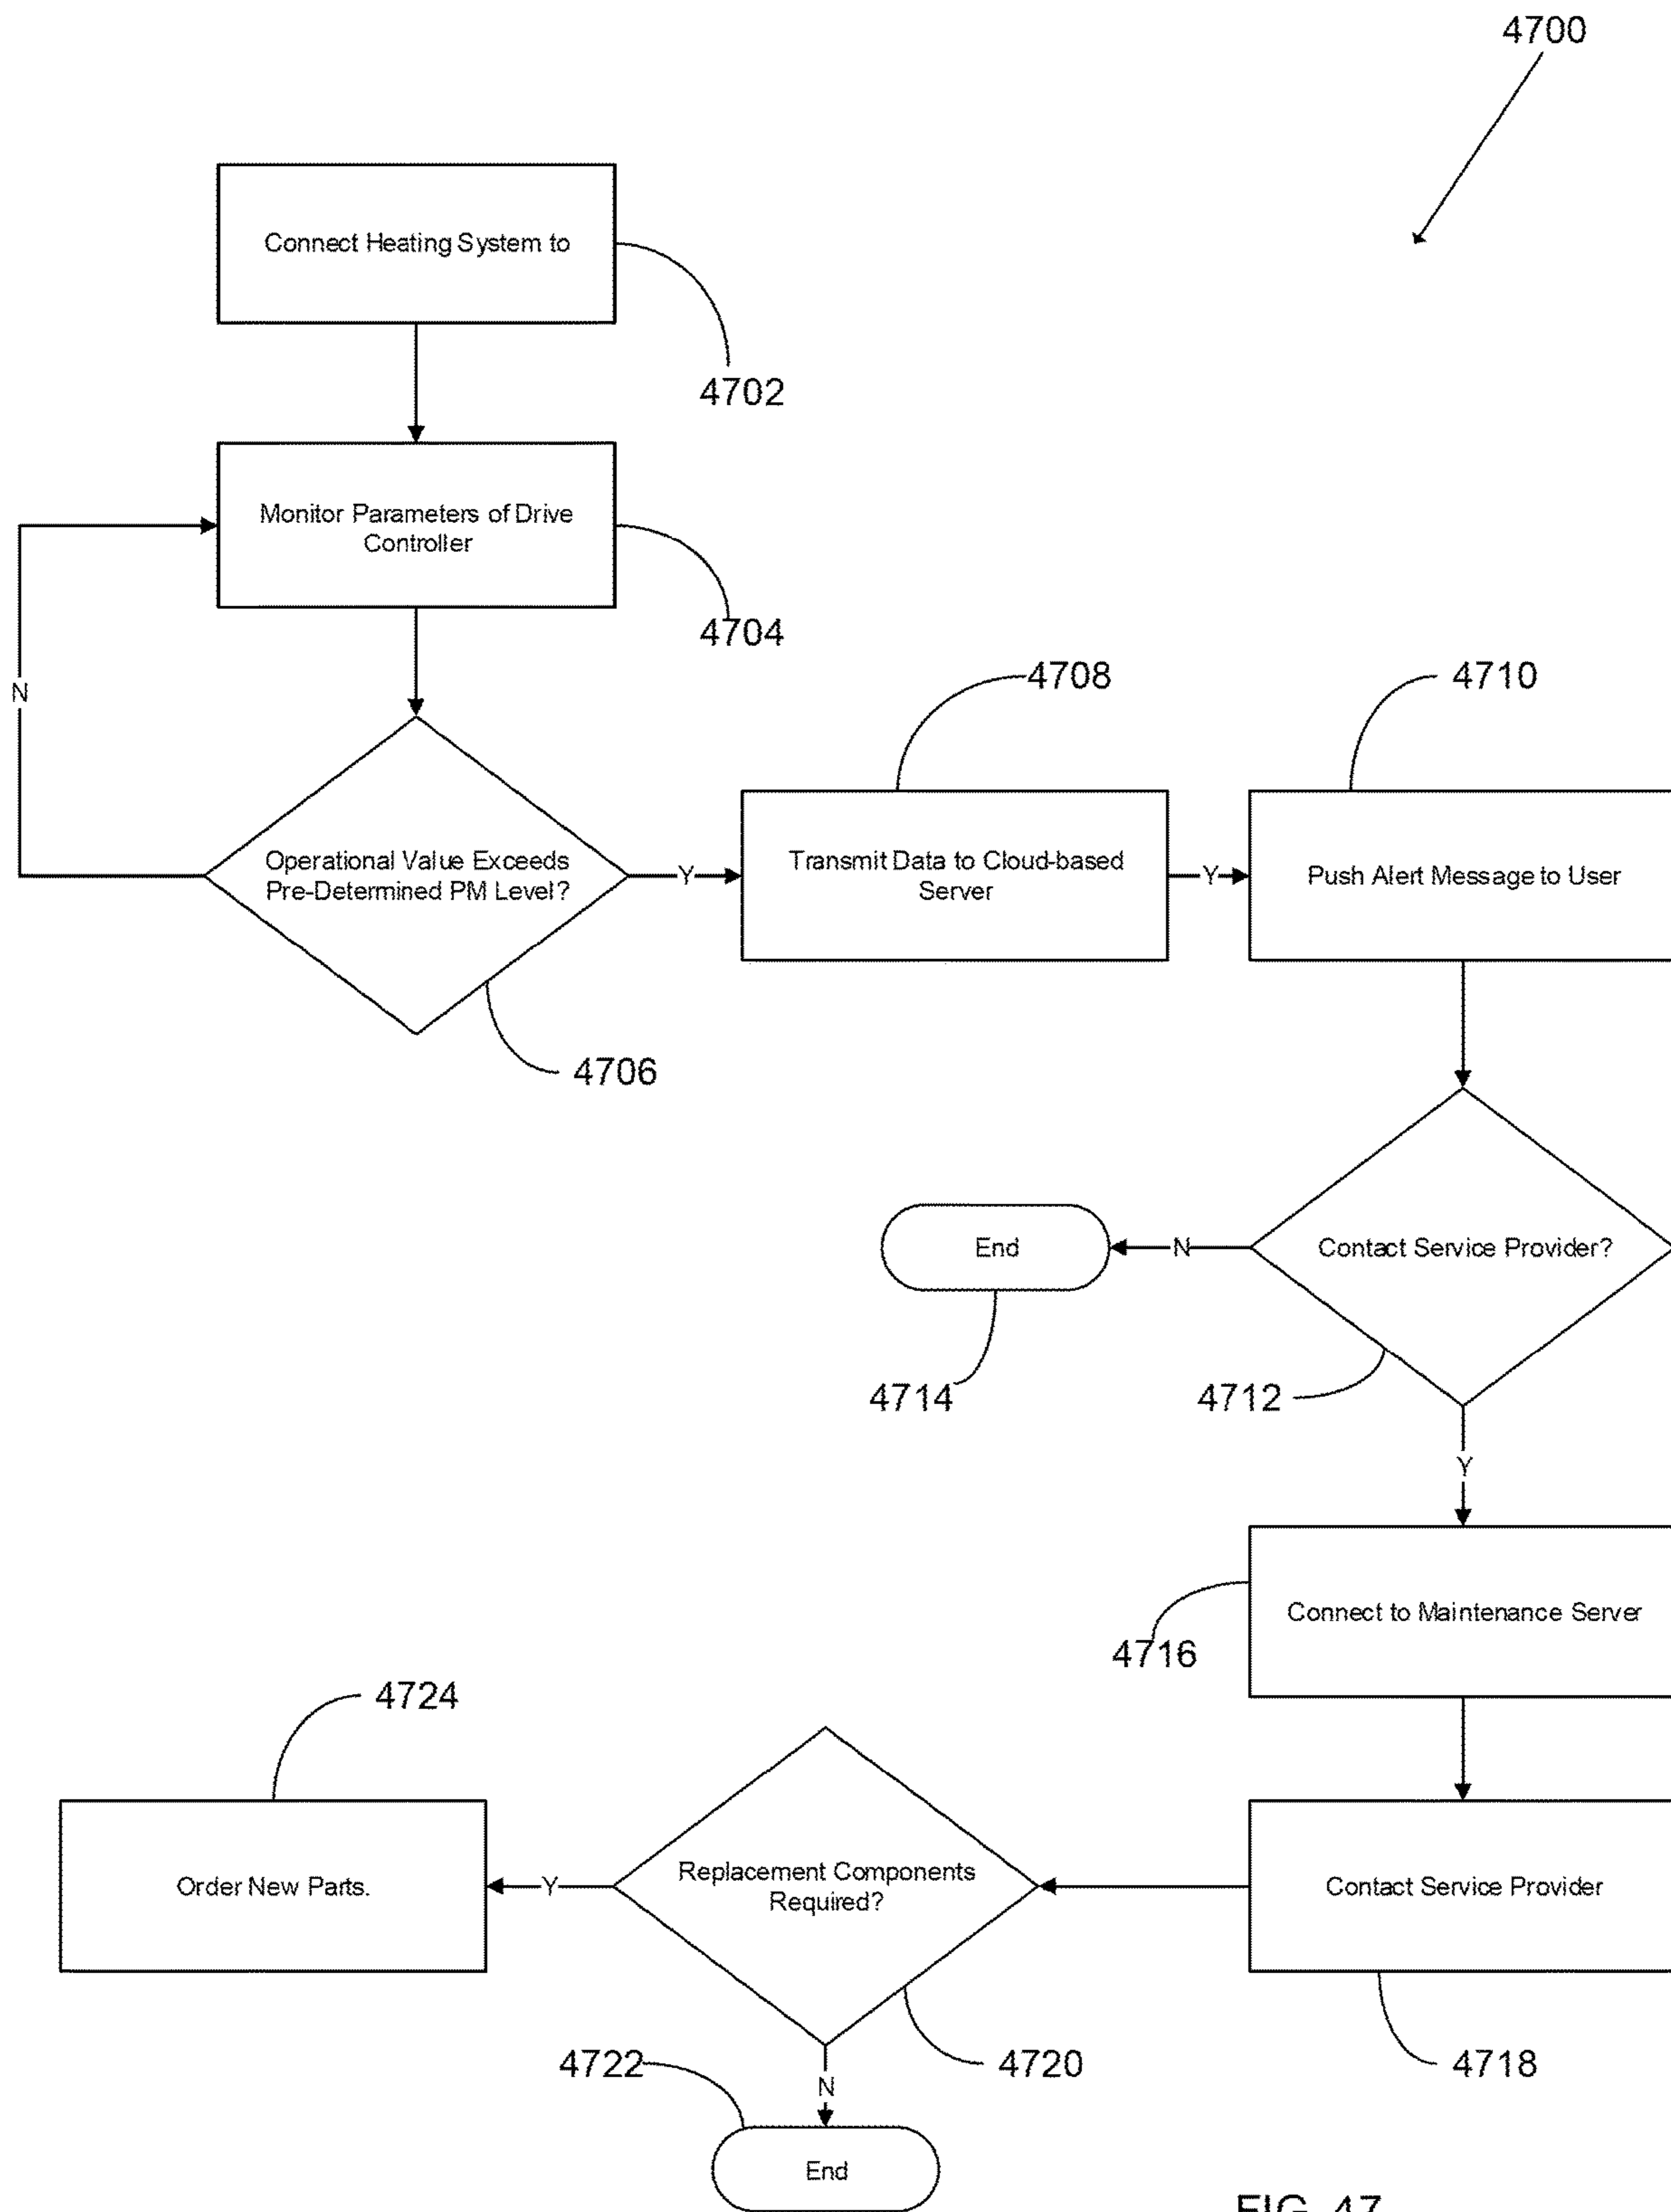 4700
Connect Heating System to
4702
Monitor Parameters of Drive
Controller
4704
N
4708
4710
Operational Value Exceeds
Pre-Determined PM Level?
Y
Transmit Data to Cloud-based
Server
Y
Push Alert Message to User
4706
End
N
Contact Service Provider?
4714
4712
Y
Connect to Maintenance Server
4716
4724
Order New Parts.
Y
Replacement Components
Required?
Contact Service Provider
4722
4720
4718
N
End
FIG. 47